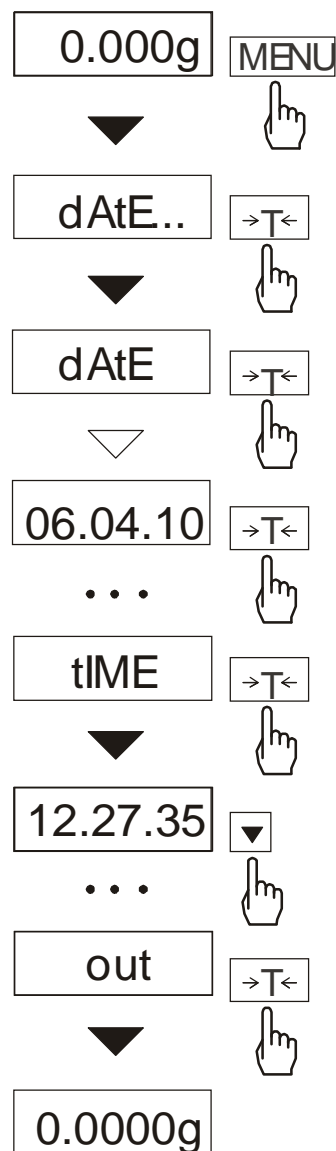 0.000g MENU
dAtE... →T←
dAtE →T←
06.04.10 →T←
...
tIME →T←
12.27.35
...
out →T←
0.0000g